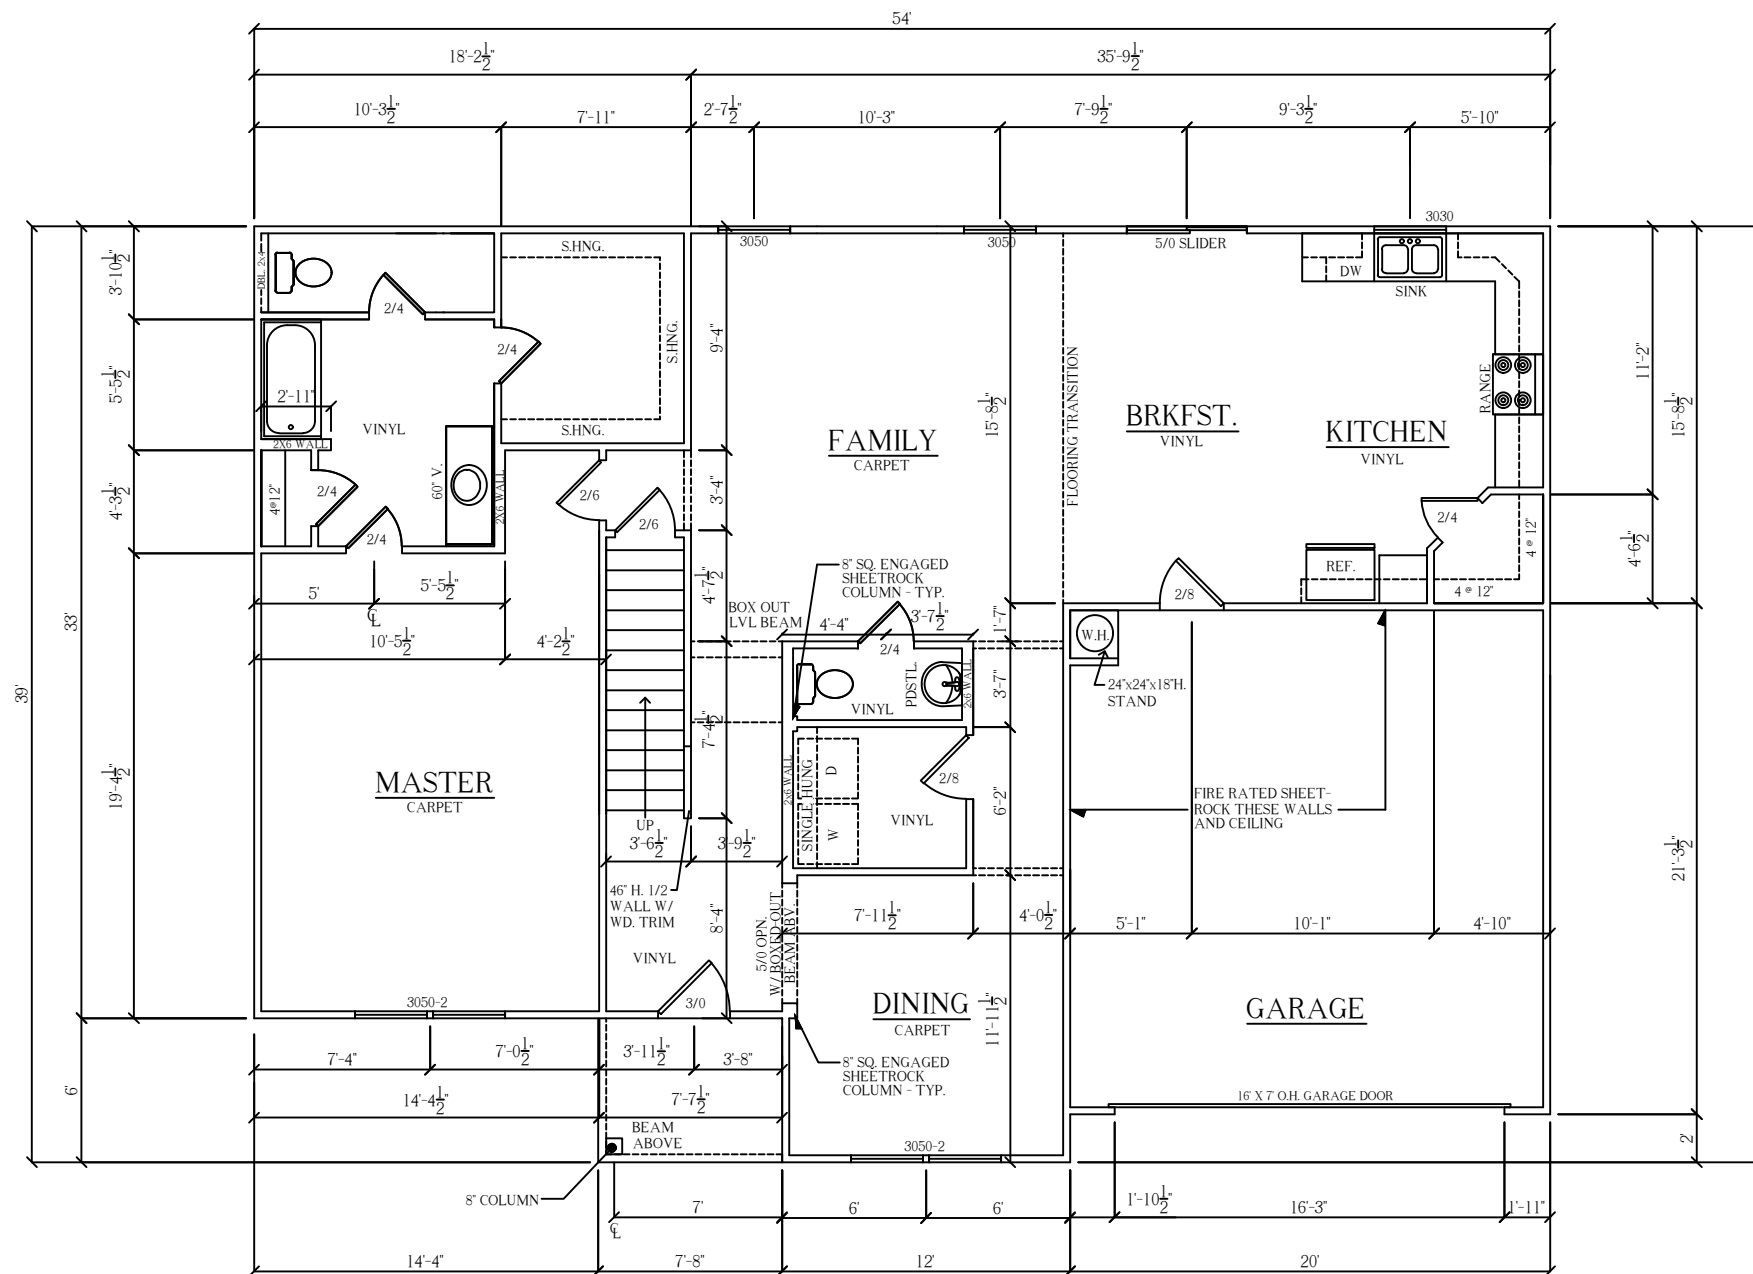 54'
18'-2 1/2"
35'-9 1/2"
10'-3 1/2"
7'-11"
2'-7 1/2"
10'-3"
7'-9 1/2"
9'-3 1/2"
5'-10"
3050
3050
5/0 SLIDER
3030
39'
33'
6'
3'-10 1/2"
5'-5 1/2"
4'-3 1/2"
19'-4 1/2"
DBL. 2x4
2/4
S.HNG.
S.HNG.
S.HNG.
2/4
2'-11"
VINYL
2X6 WALL
4@12"
2/4
2/4
60" V.
2X6 WALL
2/6
2/6
5'
5'-5 1/2"
CL
10'-5 1/2"
4'-2 1/2"
MASTER
CARPET
3050-2
UP
3'-6 1/2"
3'-9 1/2"
46" H. 1/2
WALL W/
WD. TRIM
VINYL
3/0
9'-4"
3'-4"
4'-7 1/2"
7'-4 1/2"
8'-4"
FAMILY
CARPET
15'-8 1/2"
FLOORING TRANSITION
BRKFST.
VINYL
KITCHEN
VINYL
DW
SINK
RANGE
REF.
2/4
4 @ 12"
4 @ 12"
2/8
11'-2"
4'-6 1/2"
15'-8 1/2"
21'-3 1/2"
2'
BOX OUT
LVL BEAM
8" SQ. ENGAGED
SHEETROCK
COLUMN - TYP.
4'-4"
3'-7 1/2"
2/4
PDSTL.
2x6 WALL
VINYL
1'-7"
3'-7"
6'-2"
11'-11 1/2"
2x6 WALL
SINGLE HUNG
D
W
2/8
VINYL
W.H.
24"x24"x18"H.
STAND
FIRE RATED SHEET-
ROCK THESE WALLS
AND CEILING
5/0 OPN.
W/ BOXED-OUT
BEAM ABV.
7'-11 1/2"
4'-0 1/2"
5'-1"
10'-1"
4'-10"
DINING
CARPET
GARAGE
8" SQ. ENGAGED
SHEETROCK
COLUMN - TYP.
3050-2
16' X 7' O.H. GARAGE DOOR
7'-4"
7'-0 1/2"
3'-11 1/2"
3'-8"
14'-4 1/2"
7'-7 1/2"
BEAM
ABOVE
8" COLUMN
7'
CL
6'
6'
1'-10 1/2"
16'-3"
1'-11"
14'-4"
7'-8"
12'
20'